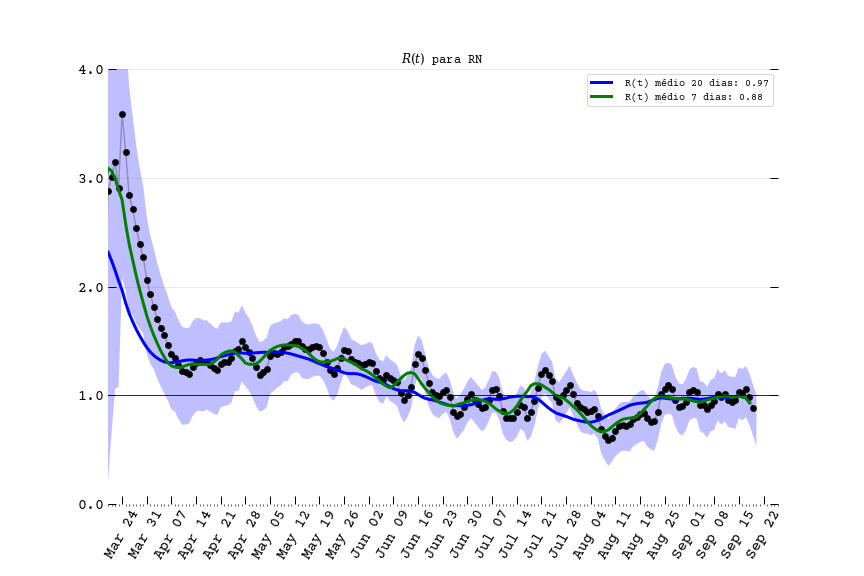 R(t) para RN
4.0
R(t) médio 20 dias: 0.97
R(t) médio 7 dias: 0.88
3.0
2.0
1.0
0.0
Mar 24
Mar 31
Apr 07
Apr 14
Apr 21
Apr 28
May 05
May 12
May 19
May 26
Jun 02
Jun 09
Jun 16
Jun 23
Jun 30
Jul 07
Jul 14
Jul 21
Jul 28
Aug 04
Aug 11
Aug 18
Aug 25
Sep 01
Sep 08
Sep 15
Sep 22